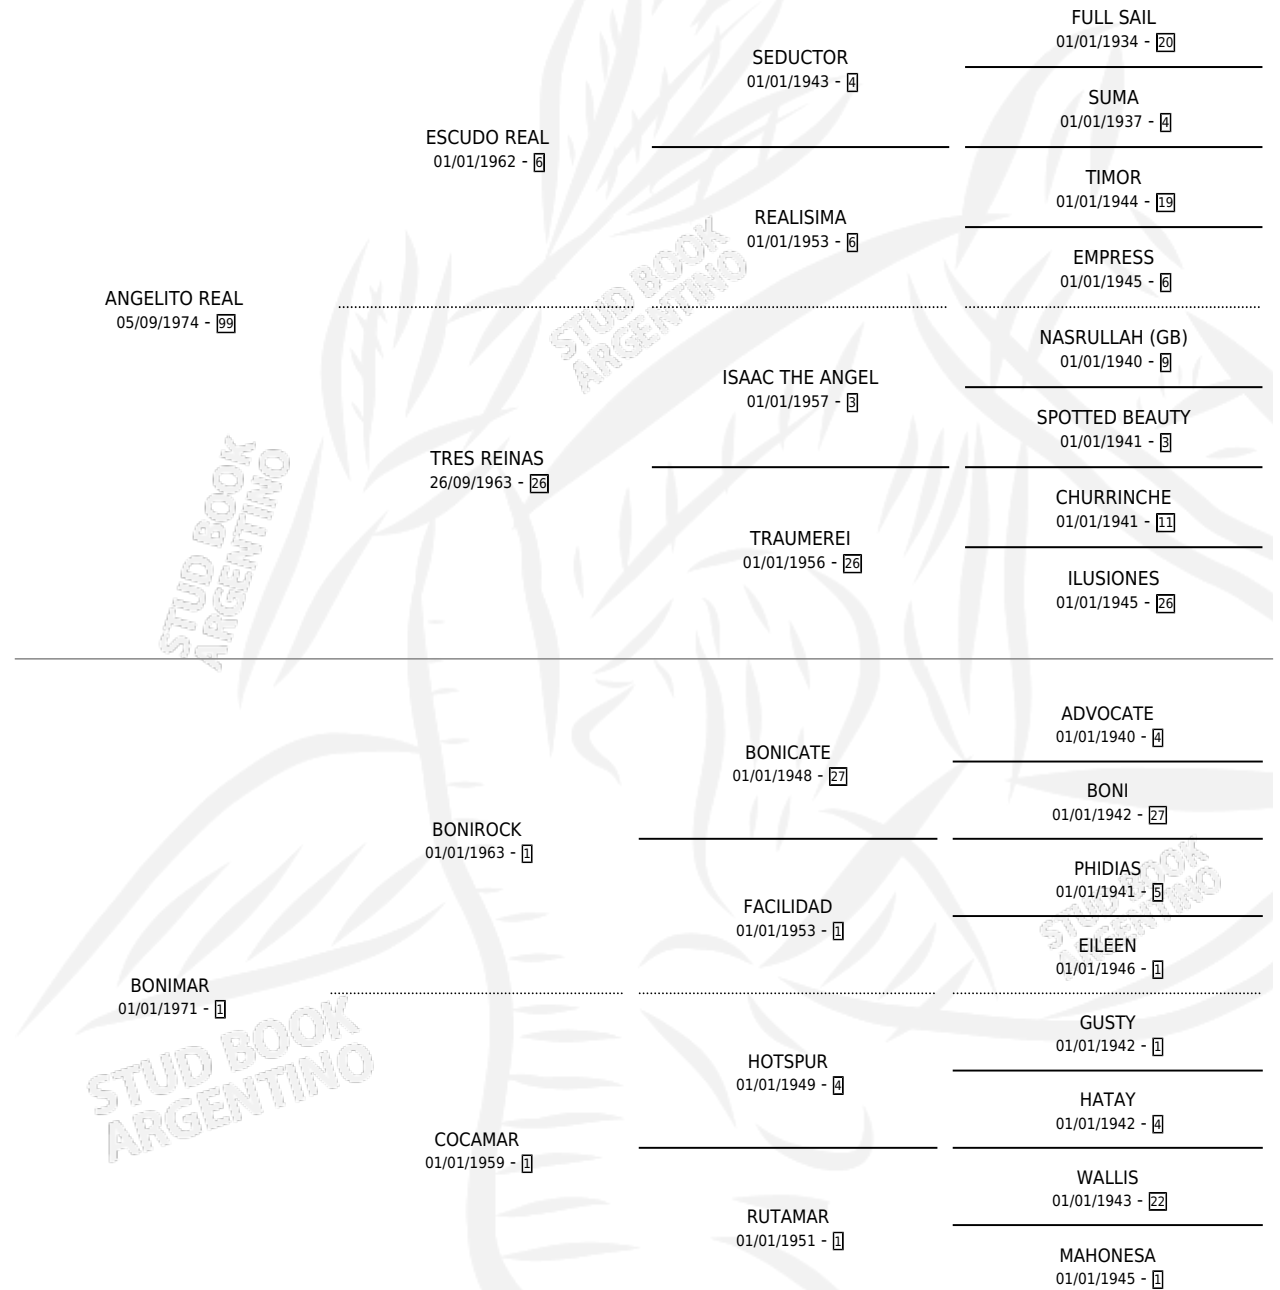 FULL SAIL
01/01/1934 - 20
SEDUCTOR
01/01/1943 - 4
SUMA
01/01/1937 - 4
ESCUDO REAL
01/01/1962 - 6
TIMOR
01/01/1944 - 19
REALISIMA
01/01/1953 - 6
EMPRESS
01/01/1945 - 6
ANGELITO REAL
05/09/1974 - 99
NASRULLAH (GB)
01/01/1940 - 9
ISAAC THE ANGEL
01/01/1957 - 3
SPOTTED BEAUTY
01/01/1941 - 3
TRES REINAS
26/09/1963 - 26
CHURRINCHE
01/01/1941 - 11
TRAUMEREI
01/01/1956 - 26
ILUSIONES
01/01/1945 - 26
ADVOCATE
01/01/1940 - 4
BONICATE
01/01/1948 - 27
BONI
01/01/1942 - 27
BONIROCK
01/01/1963 - 1
PHIDIAS
01/01/1941 - 5
FACILIDAD
01/01/1953 - 1
EILEEN
01/01/1946 - 1
BONIMAR
01/01/1971 - 1
GUSTY
01/01/1942 - 1
HOTSPUR
01/01/1949 - 4
HATAY
01/01/1942 - 4
COCAMAR
01/01/1959 - 1
WALLIS
01/01/1943 - 22
RUTAMAR
01/01/1951 - 1
MAHONESA
01/01/1945 - 1
STUD BOOK
ARGENTINO
STUD BOOK
ARGENTINO
STUD BOOK
ARGENTINO
STUD BOOK
ARGENTINO